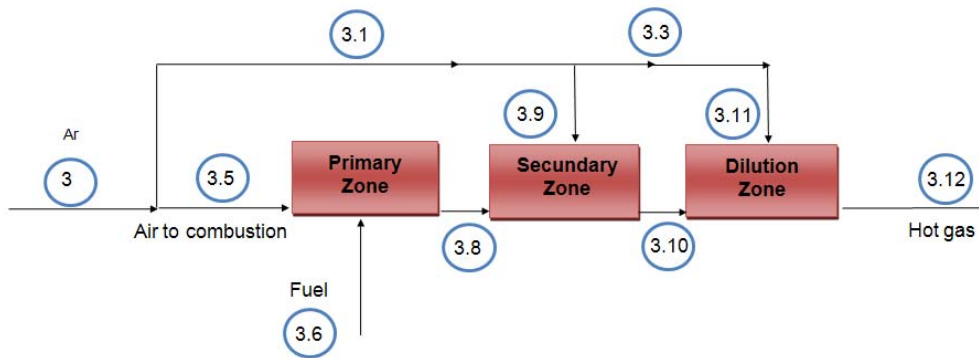 3.1
3.3
Ar
3
3.5
Primary
Zone
3.9
Secundary
Zone
3.11
Dilution
Zone
3.12
Air to combustion
3.8
3.10
Hot gas
Fuel
3.6